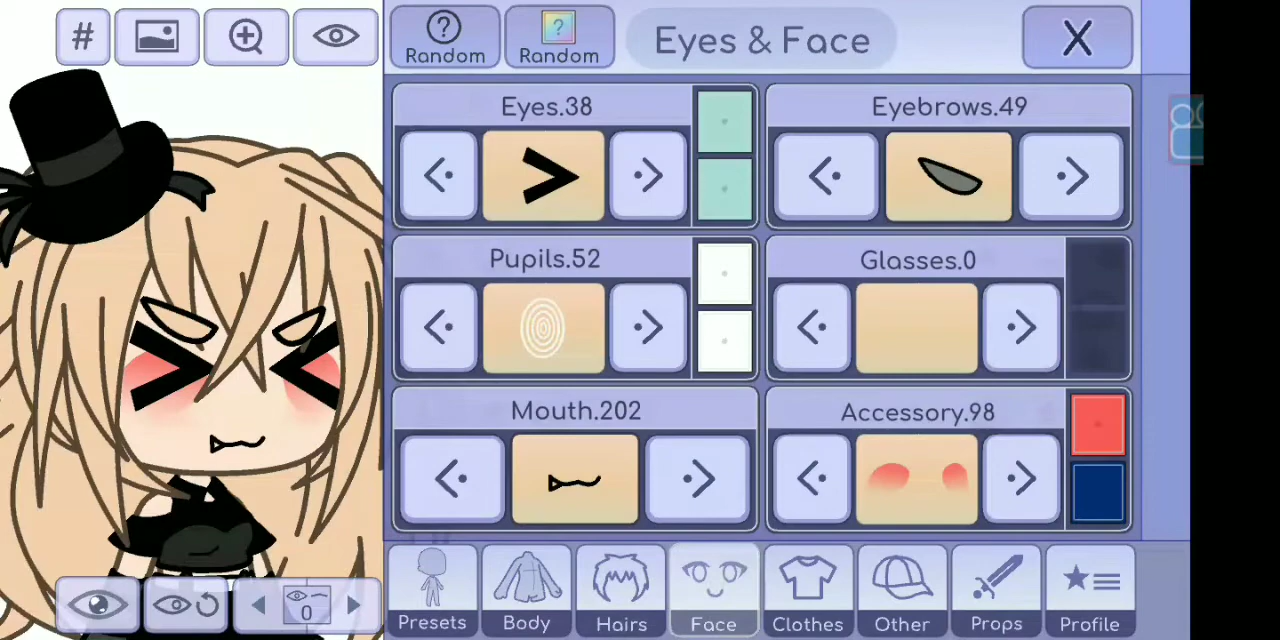 #
Random
Random
Eyes & Face
X
Eyes.38
Eyebrows.49
Pupils.52
Glasses.0
Mouth.202
Accessory.98
0
Presets
Body
Hairs
Face
Clothes
Other
Props
Profile